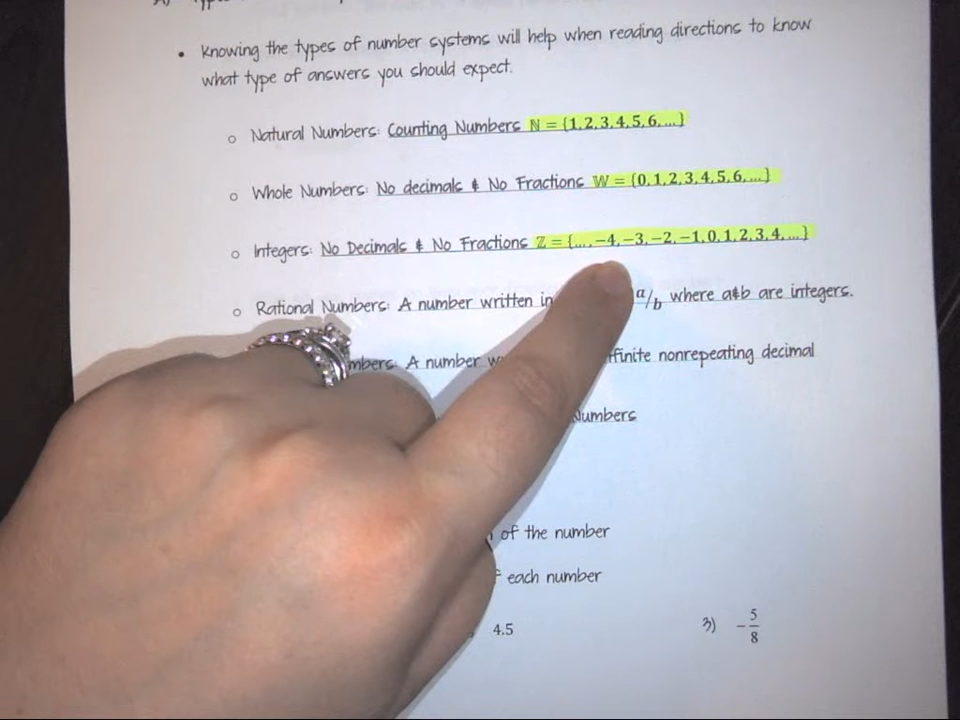 • Knowing the types of number systems will help when reading directions to know
what type of answers you should expect.
o Natural Numbers: Counting Numbers ℕ = {1,2,3,4,5,6,...}
o Whole Numbers: No decimals & No Fractions 𝕎 = {0,1,2,3,4,5,6,...}
o Integers: No Decimals & No Fractions ℤ = {...,−4,−3,−2,−1,0,1,2,3,4,...}
o Rational Numbers: A number written in a/b where a&b are integers.
A number nonrepeating decimal
Numbers
of the number
each number
4.5 3) −5/8